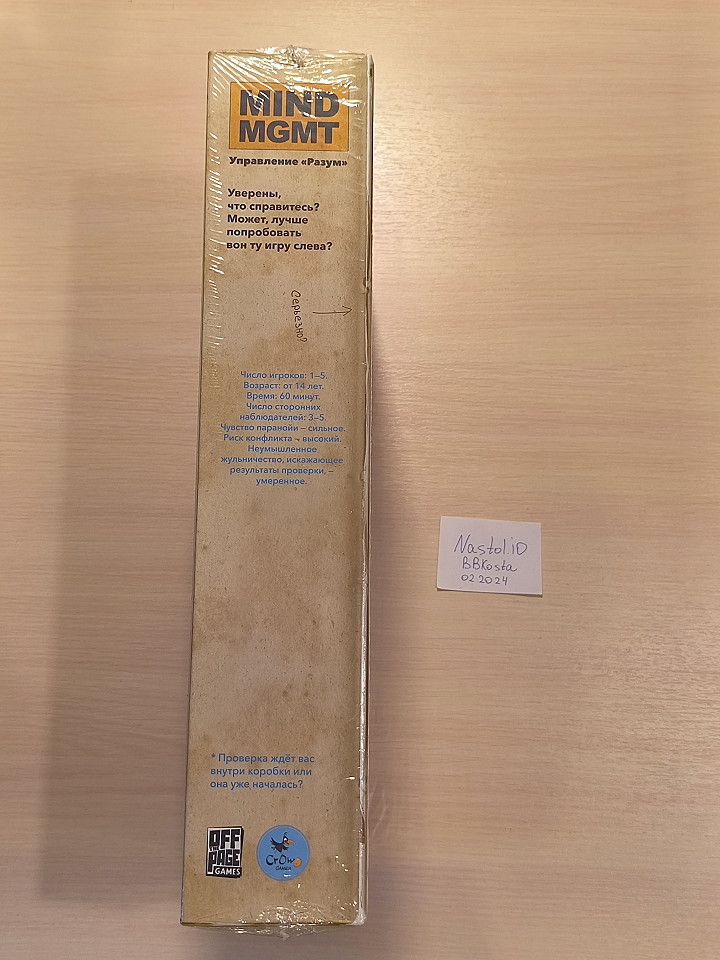 MIND
MGMT
Управление «Разум»
Уверены,
что справитесь?
Может, лучше
попробовать
вон ту игру слева?
Серьезно?
Число игроков: 1–5.
Возраст: от 14 лет.
Время: 60 минут.
Число сторонних
наблюдателей: 3–5.
Чувство паранойи – сильное.
Риск конфликта – высокий.
Неумышленное
жульничество, искажающее
результаты проверки, –
умеренное.
Nastolio
BBKosta
02 2024
* Проверка ждёт вас
внутри коробки или
она уже началась?
OFF
THE
PAGE
GAMES
CrOw
GAMES